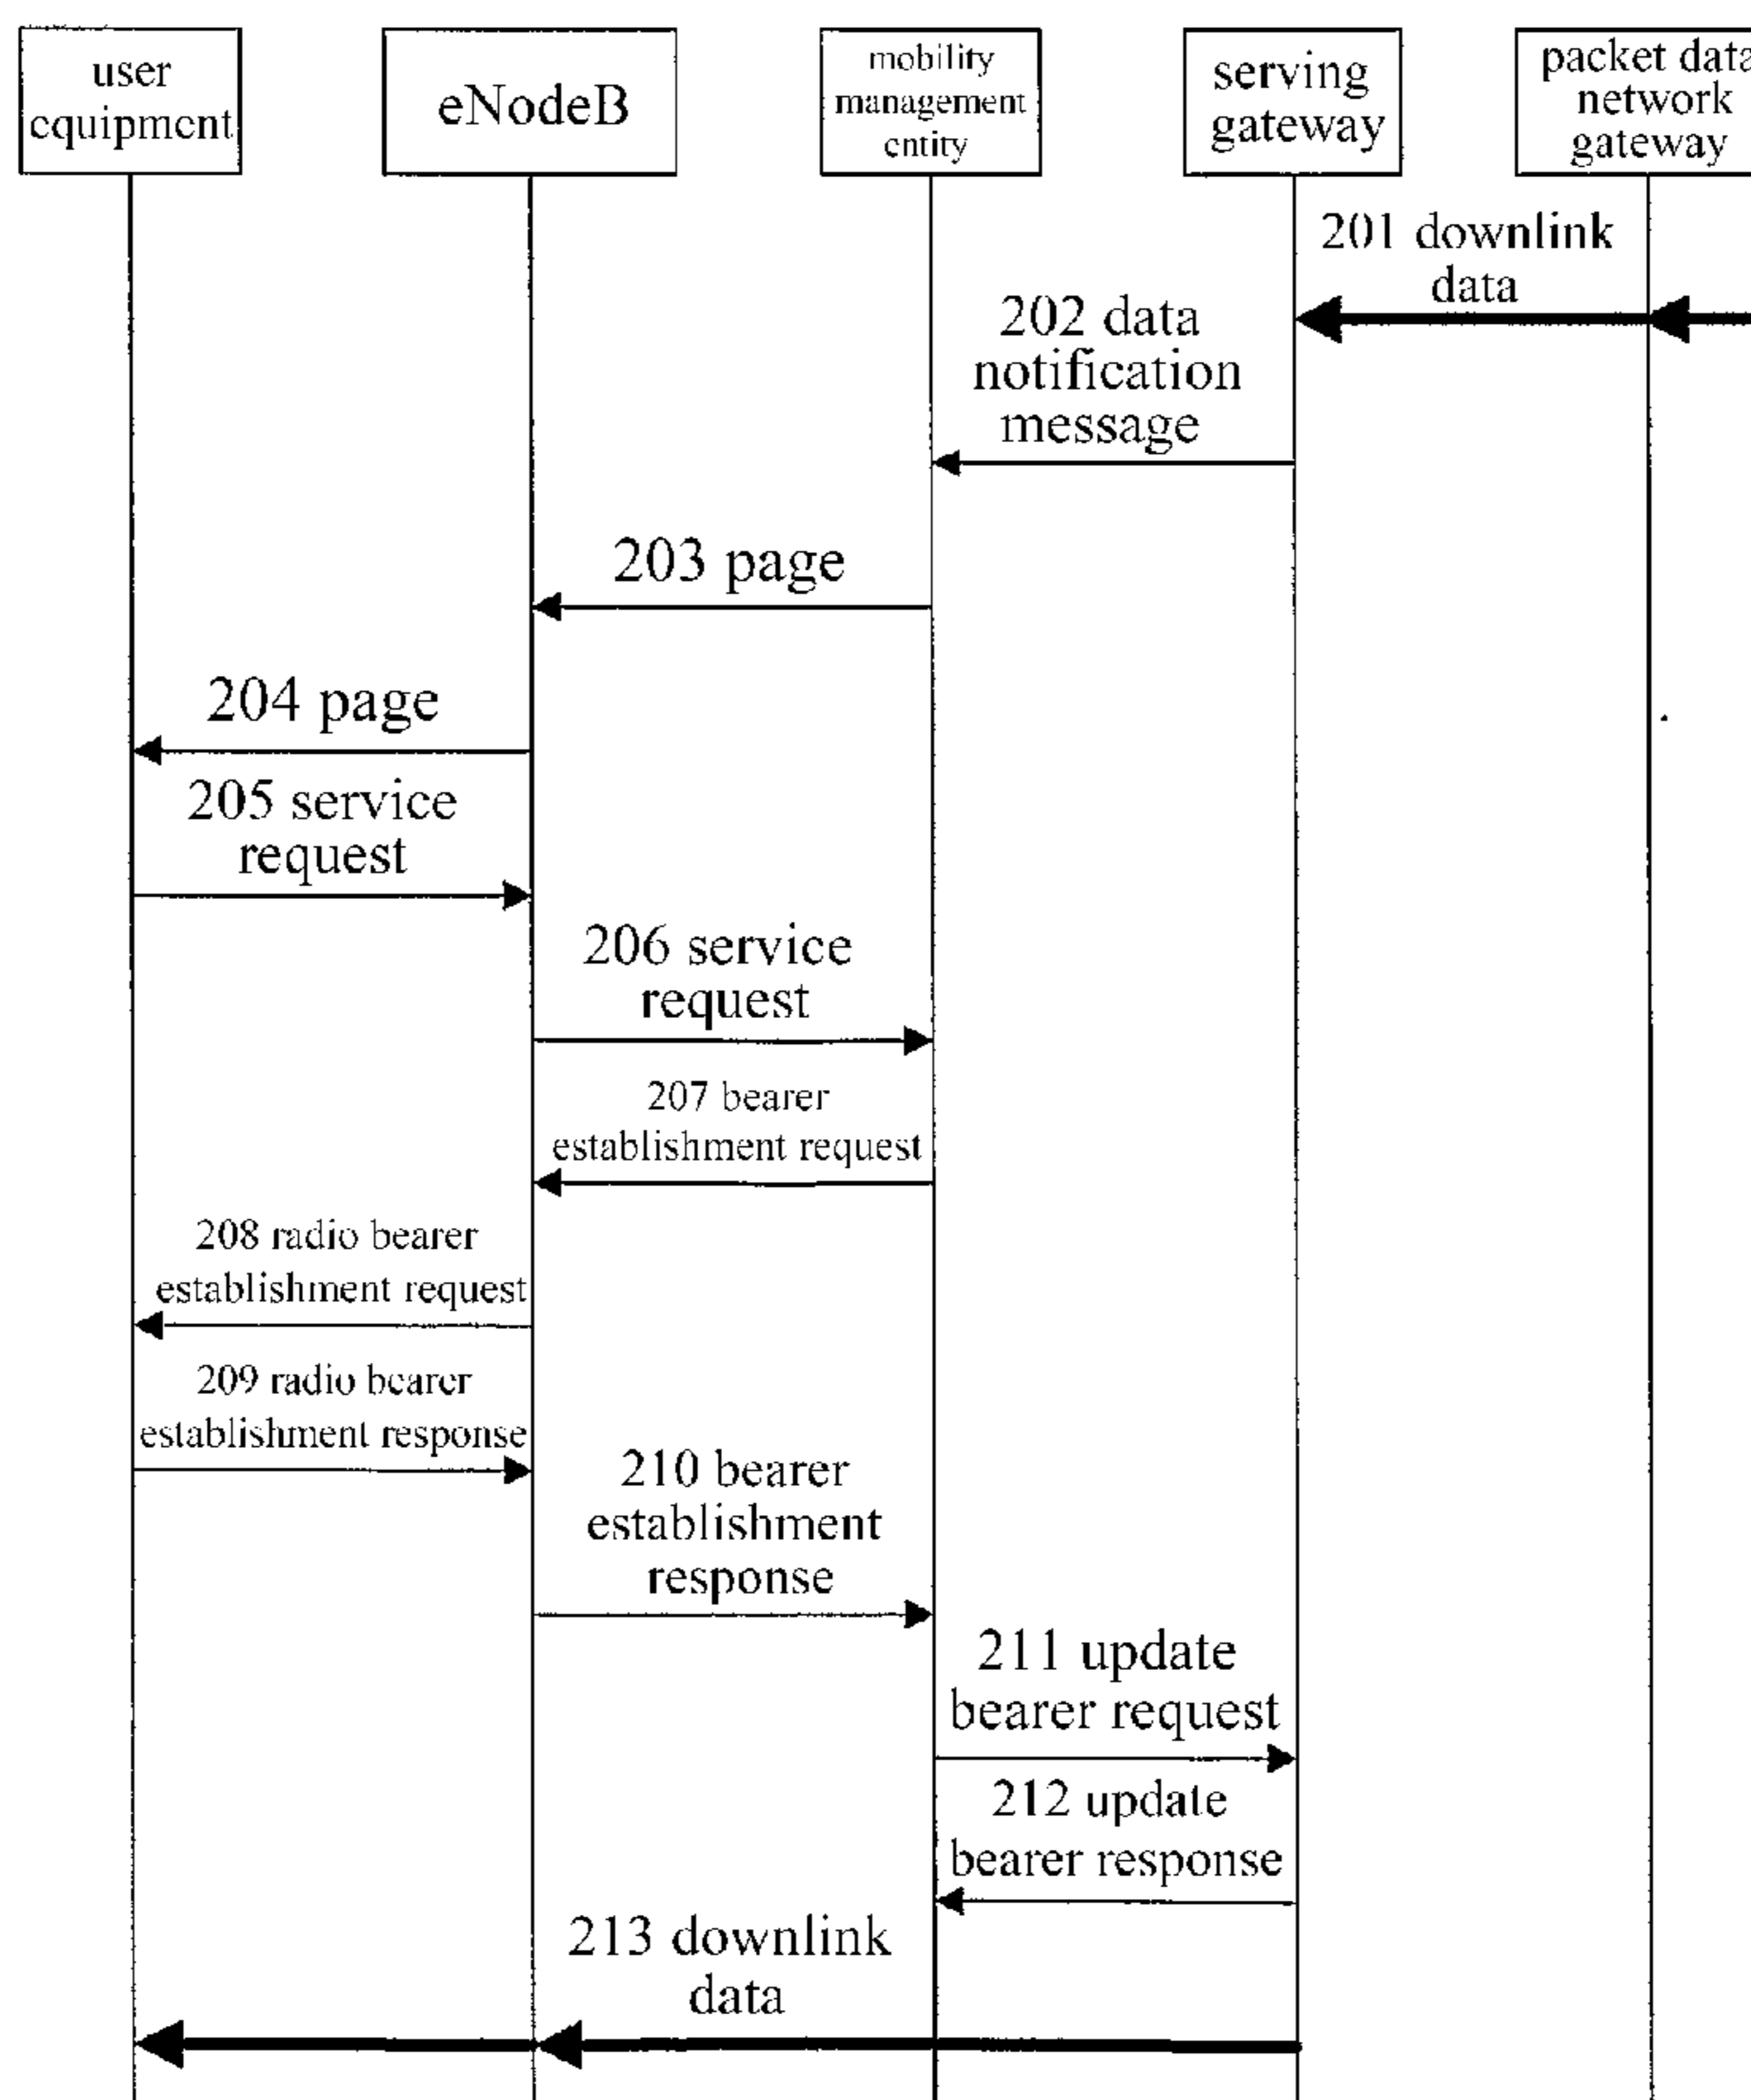 user
equipment
eNodeB
mobility
management
entity
serving
gateway
packet data
network
gateway
201 downlink
data
202 data
notification
message
203 page
204 page
205 service
request
206 service
request
207 bearer
establishment request
208 radio bearer
establishment request
209 radio bearer
establishment response
210 bearer
establishment
response
211 update
bearer request
212 update
bearer response
213 downlink
data